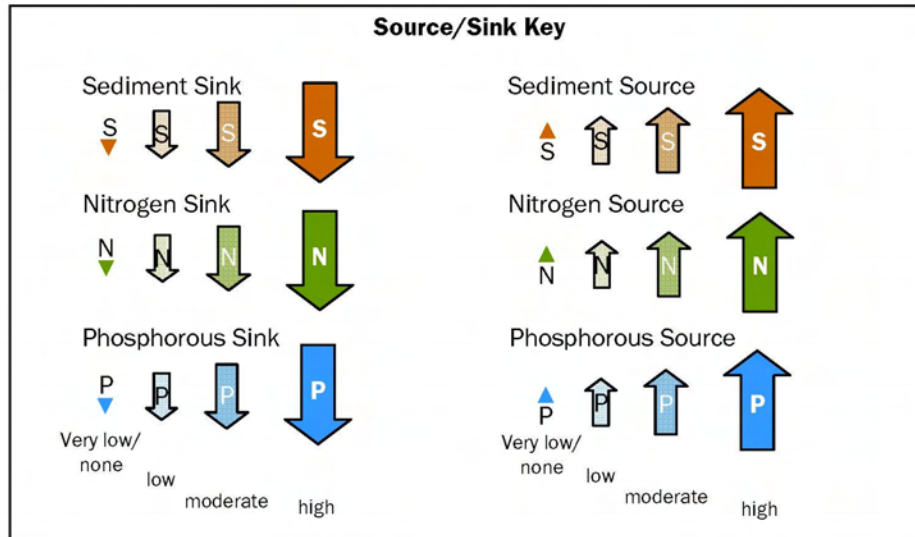 Source/Sink Key
Sediment Sink
S S S S
Nitrogen Sink
N N N N
Phosphorous Sink
P P P P
Very low/
none
low
moderate
high
Sediment Source
S S S S
Nitrogen Source
N N N N
Phosphorous Source
P P P P
Very low/
none
low
moderate
high